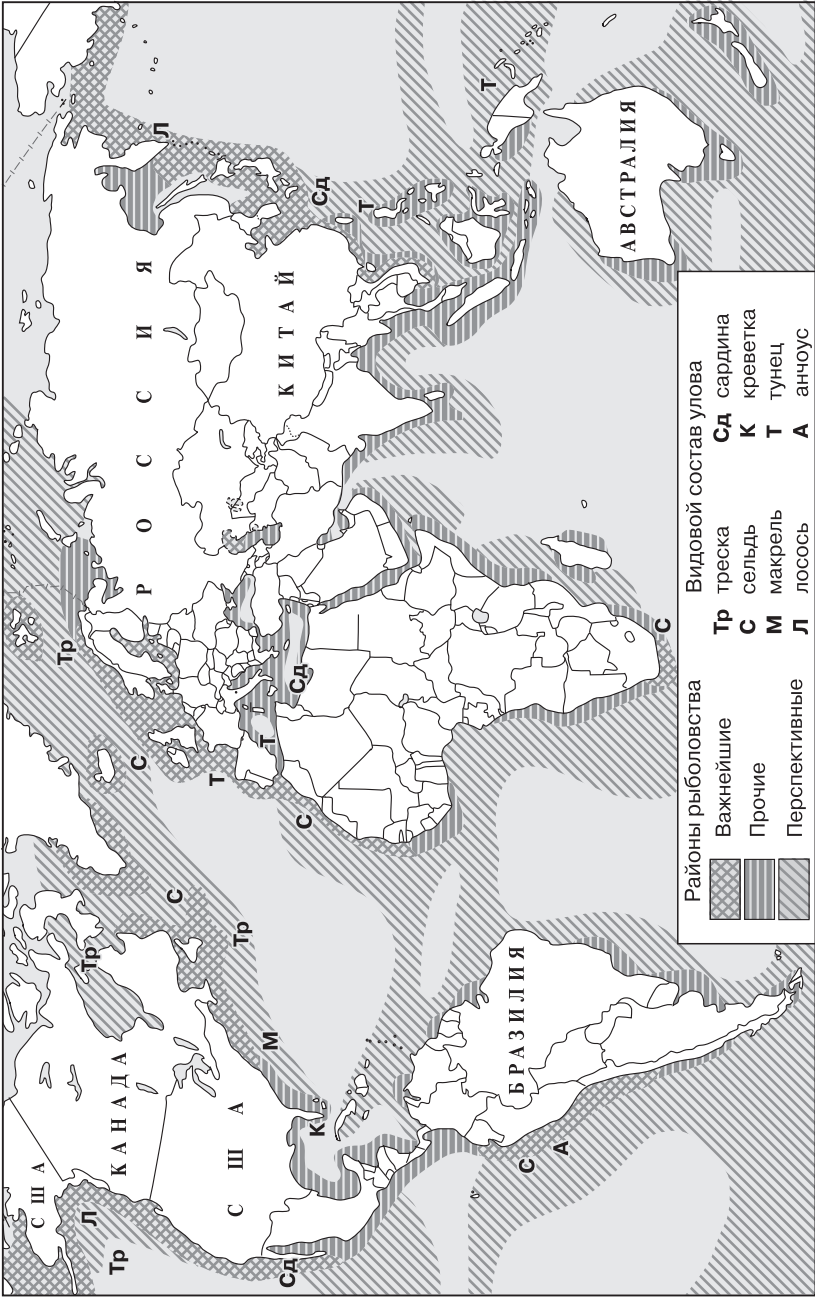 США
КАНАДА
США
БРАЗИЛИЯ
РОССИЯ
КИТАЙ
АВСТРАЛИЯ
Тр
Л
Сд
Тр
С
Тр
М
К
С
А
С
Т
С
Тр
Т
Сд
С
Л
Сд
Т
Т
Районы рыболовства
Важнейшие
Прочие
Перспективные
Видовой состав улова
Тр треска
С сельдь
М макрель
Л лосось
Сд сардина
К креветка
Т тунец
А анчоус